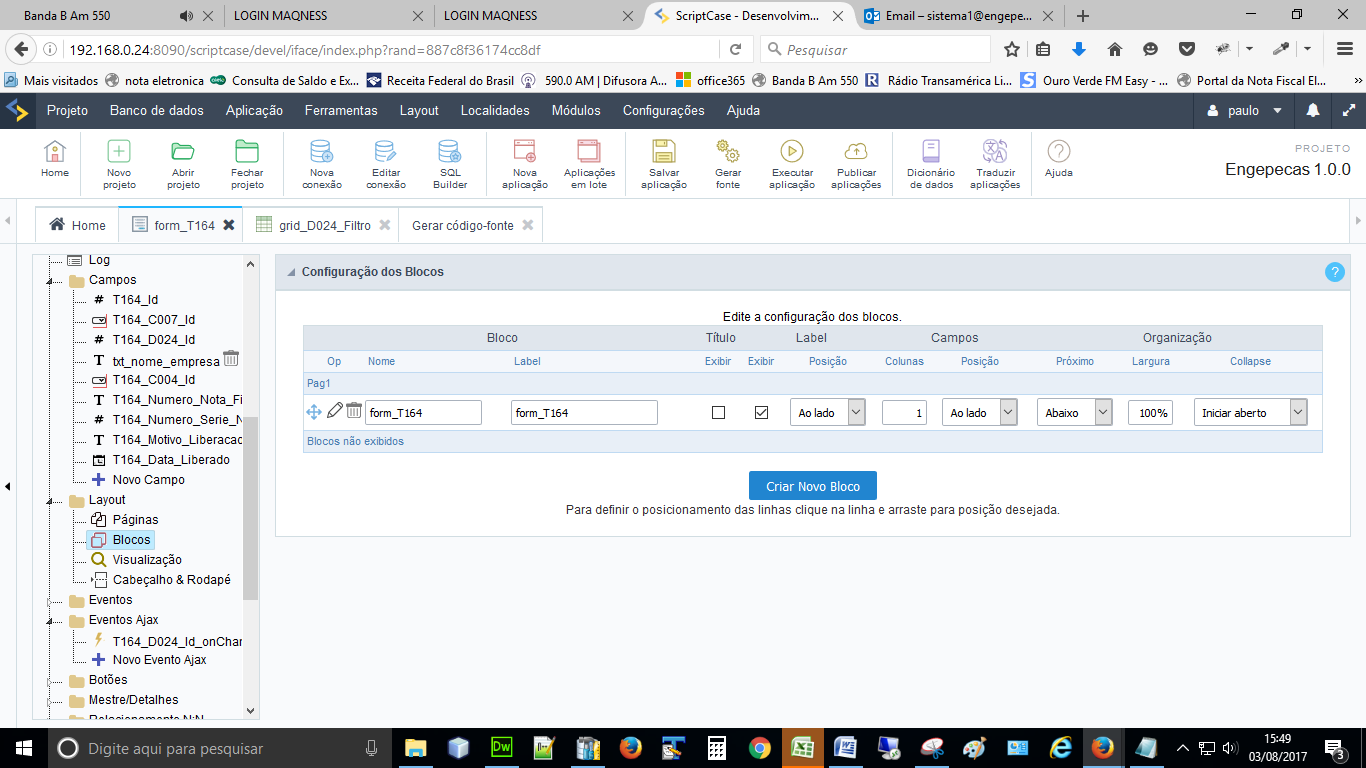 Banda B Am 550
LOGIN MAQNESS
LOGIN MAQNESS
ScriptCase - Desenvolvim...
Email – sistema1@engepe...
192.168.0.24:8090/scriptcase/devel/iface/index.php?rand=887c8f36174cc8df
Pesquisar
Mais visitados
nota eletronica
Consulta de Saldo e Ex...
Receita Federal do Brasil
590.0 AM | Difusora A...
office365
Banda B Am 550
Rádio Transamérica Li...
Ouro Verde FM Easy - ...
Portal da Nota Fiscal El...
Projeto
Banco de dados
Aplicação
Ferramentas
Layout
Localidades
Módulos
Configurações
Ajuda
paulo
Home
Novo projeto
Abrir projeto
Fechar projeto
Nova conexão
Editar conexão
SQL Builder
Nova aplicação
Aplicações em lote
Salvar aplicação
Gerar fonte
Executar aplicação
Publicar aplicações
Dicionário de dados
Traduzir aplicações
Ajuda
PROJETO
Engepecas 1.0.0
Home
form_T164
grid_D024_Filtro
Gerar código-fonte
Log
Campos
T164_Id
T164_C007_Id
T164_D024_Id
txt_nome_empresa
T164_C004_Id
T164_Numero_Nota_Fi
T164_Numero_Serie_N
T164_Motivo_Liberacao
T164_Data_Liberado
Novo Campo
Layout
Páginas
Blocos
Visualização
Cabeçalho & Rodapé
Eventos
Eventos Ajax
T164_D024_Id_onChar
Novo Evento Ajax
Botões
Mestre/Detalhes
Relacionamento N:N
Configuração dos Blocos
?
Edite a configuração dos blocos.
Bloco Título Label Campos Organização
Op Nome Label Exibir Exibir Posição Colunas Posição Próximo Largura Collapse
Pag1
form_T164 form_T164 Ao lado 1 Ao lado Abaixo 100% Iniciar aberto
Blocos não exibidos
Criar Novo Bloco
Para definir o posicionamento das linhas clique na linha e arraste para posição desejada.
Digite aqui para pesquisar
Dw
15:49
03/08/2017
3